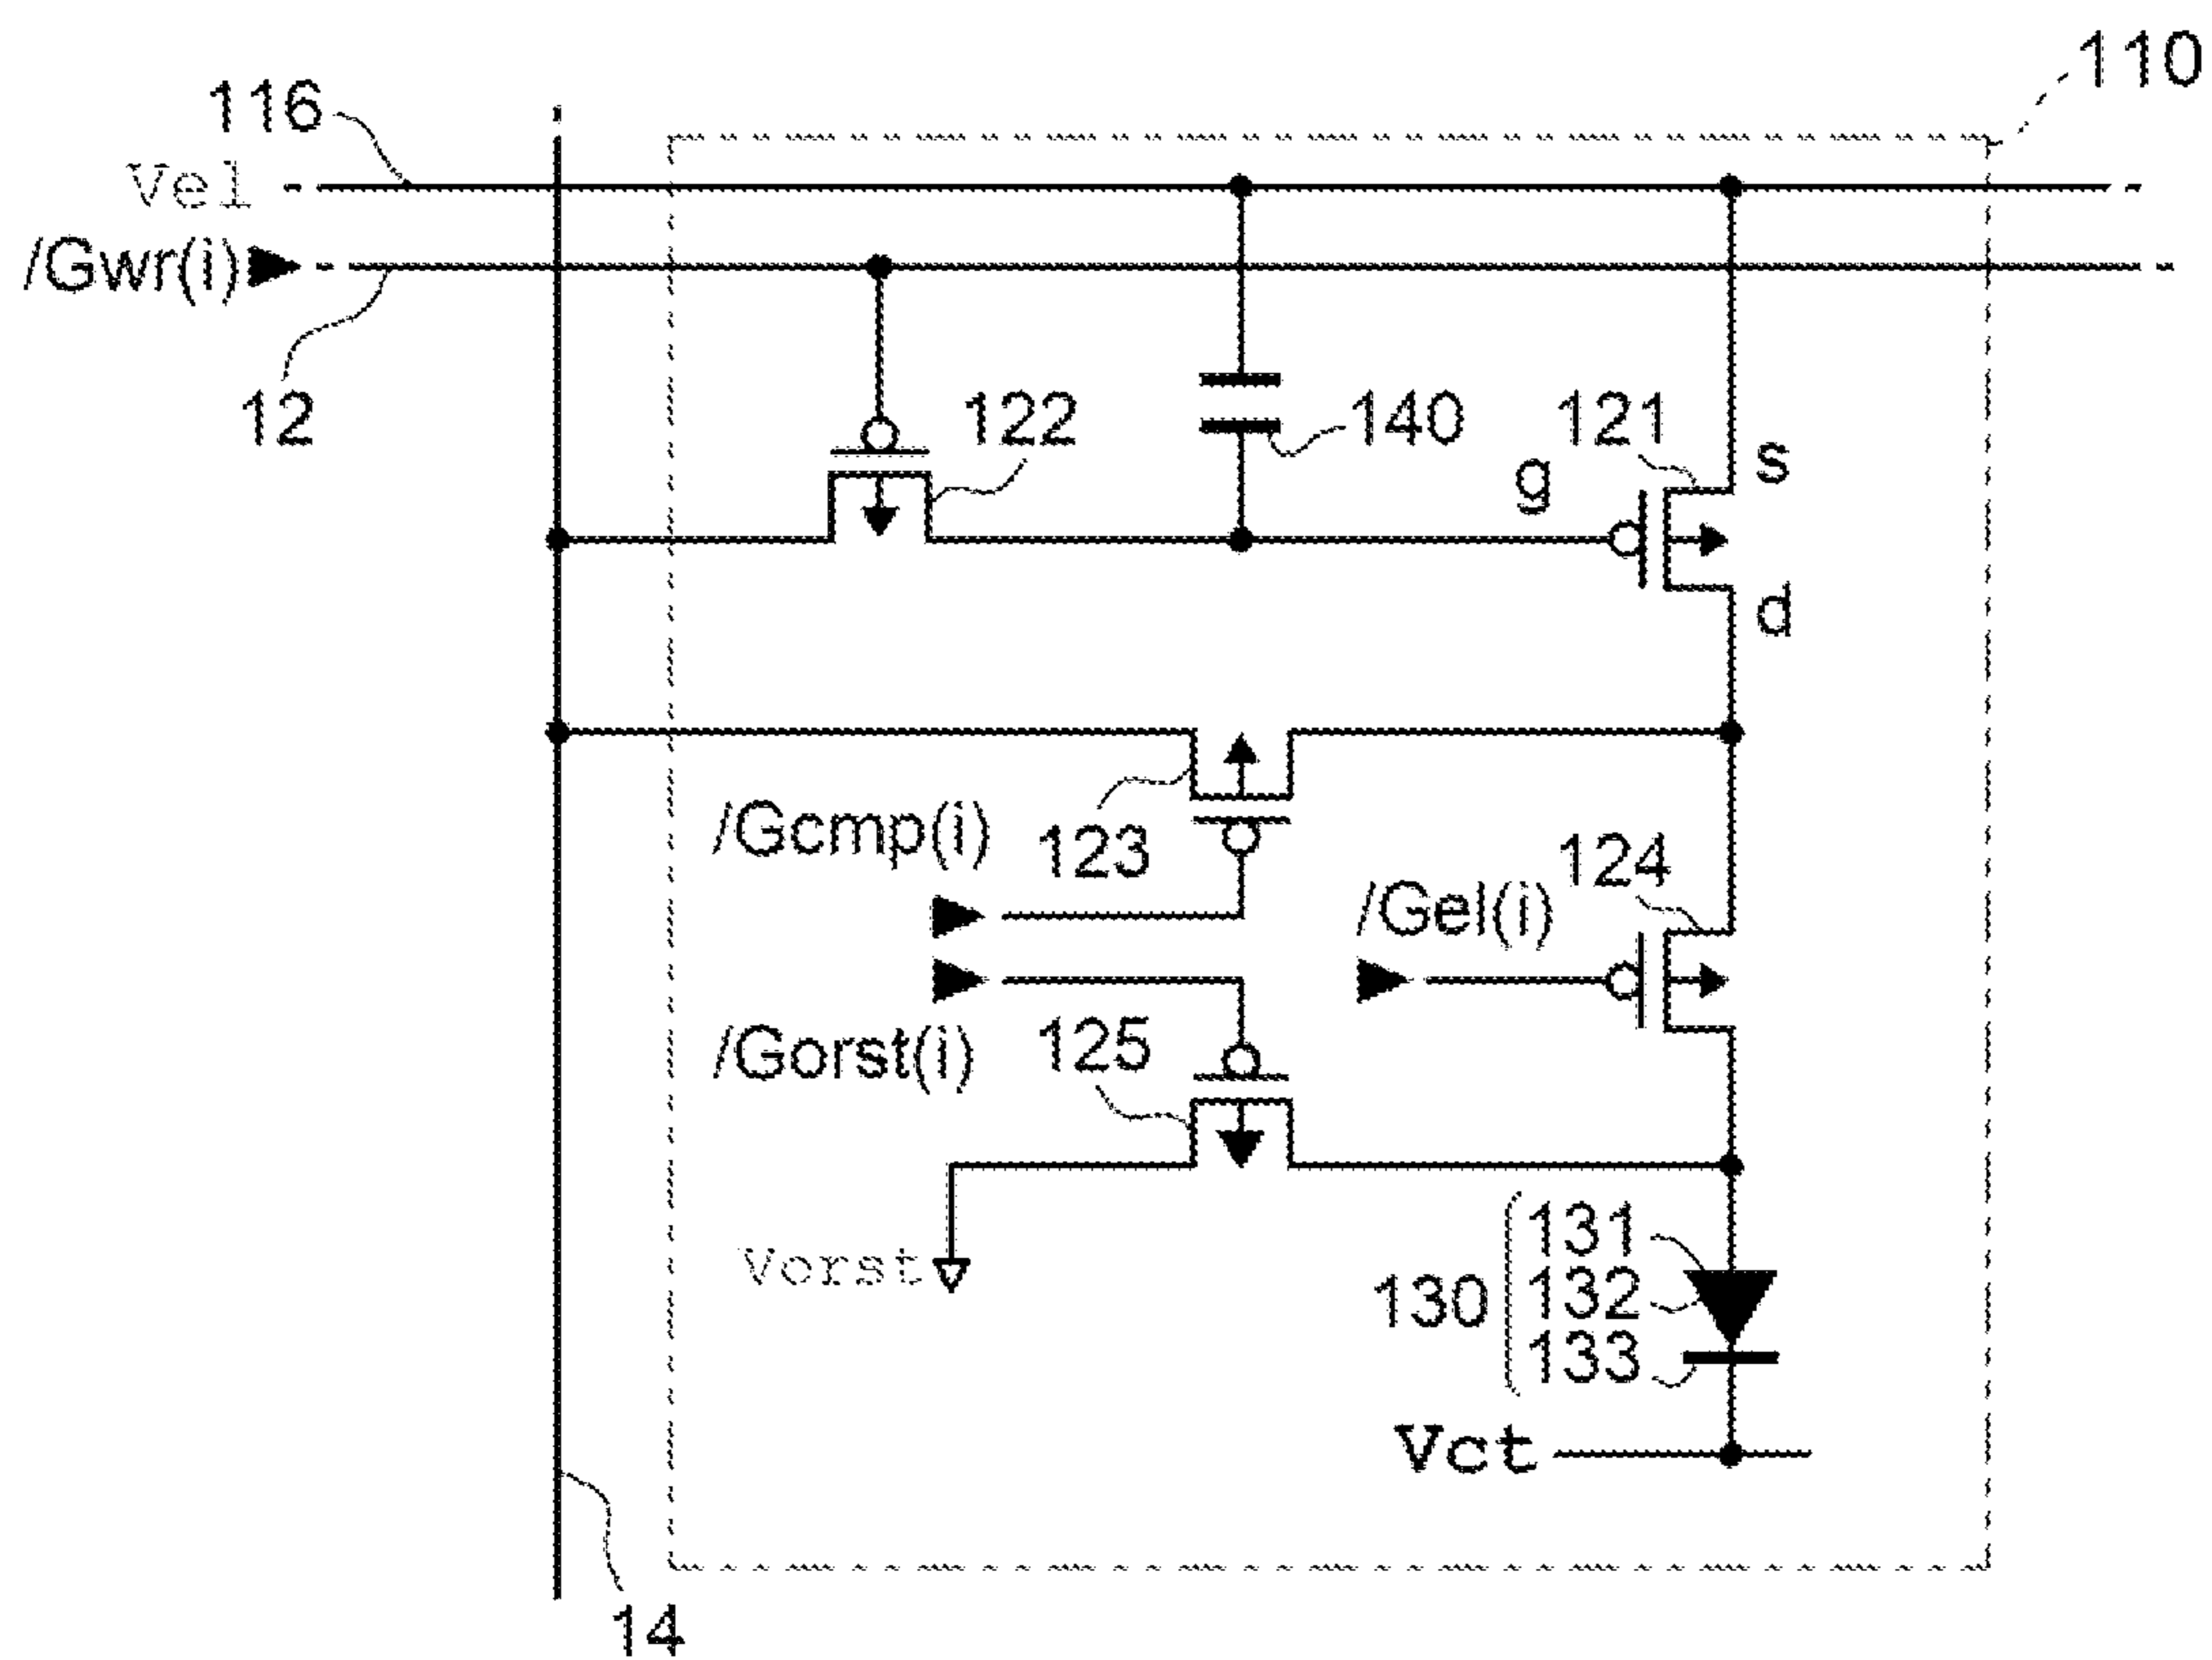 110
116
Vel
/Gwr(i)
12
122
140
121
g
s
d
/Gcmp(i)
123
124
/Gel(i)
/Gorst(i)
125
Vorst
130
131
132
133
Vct
14